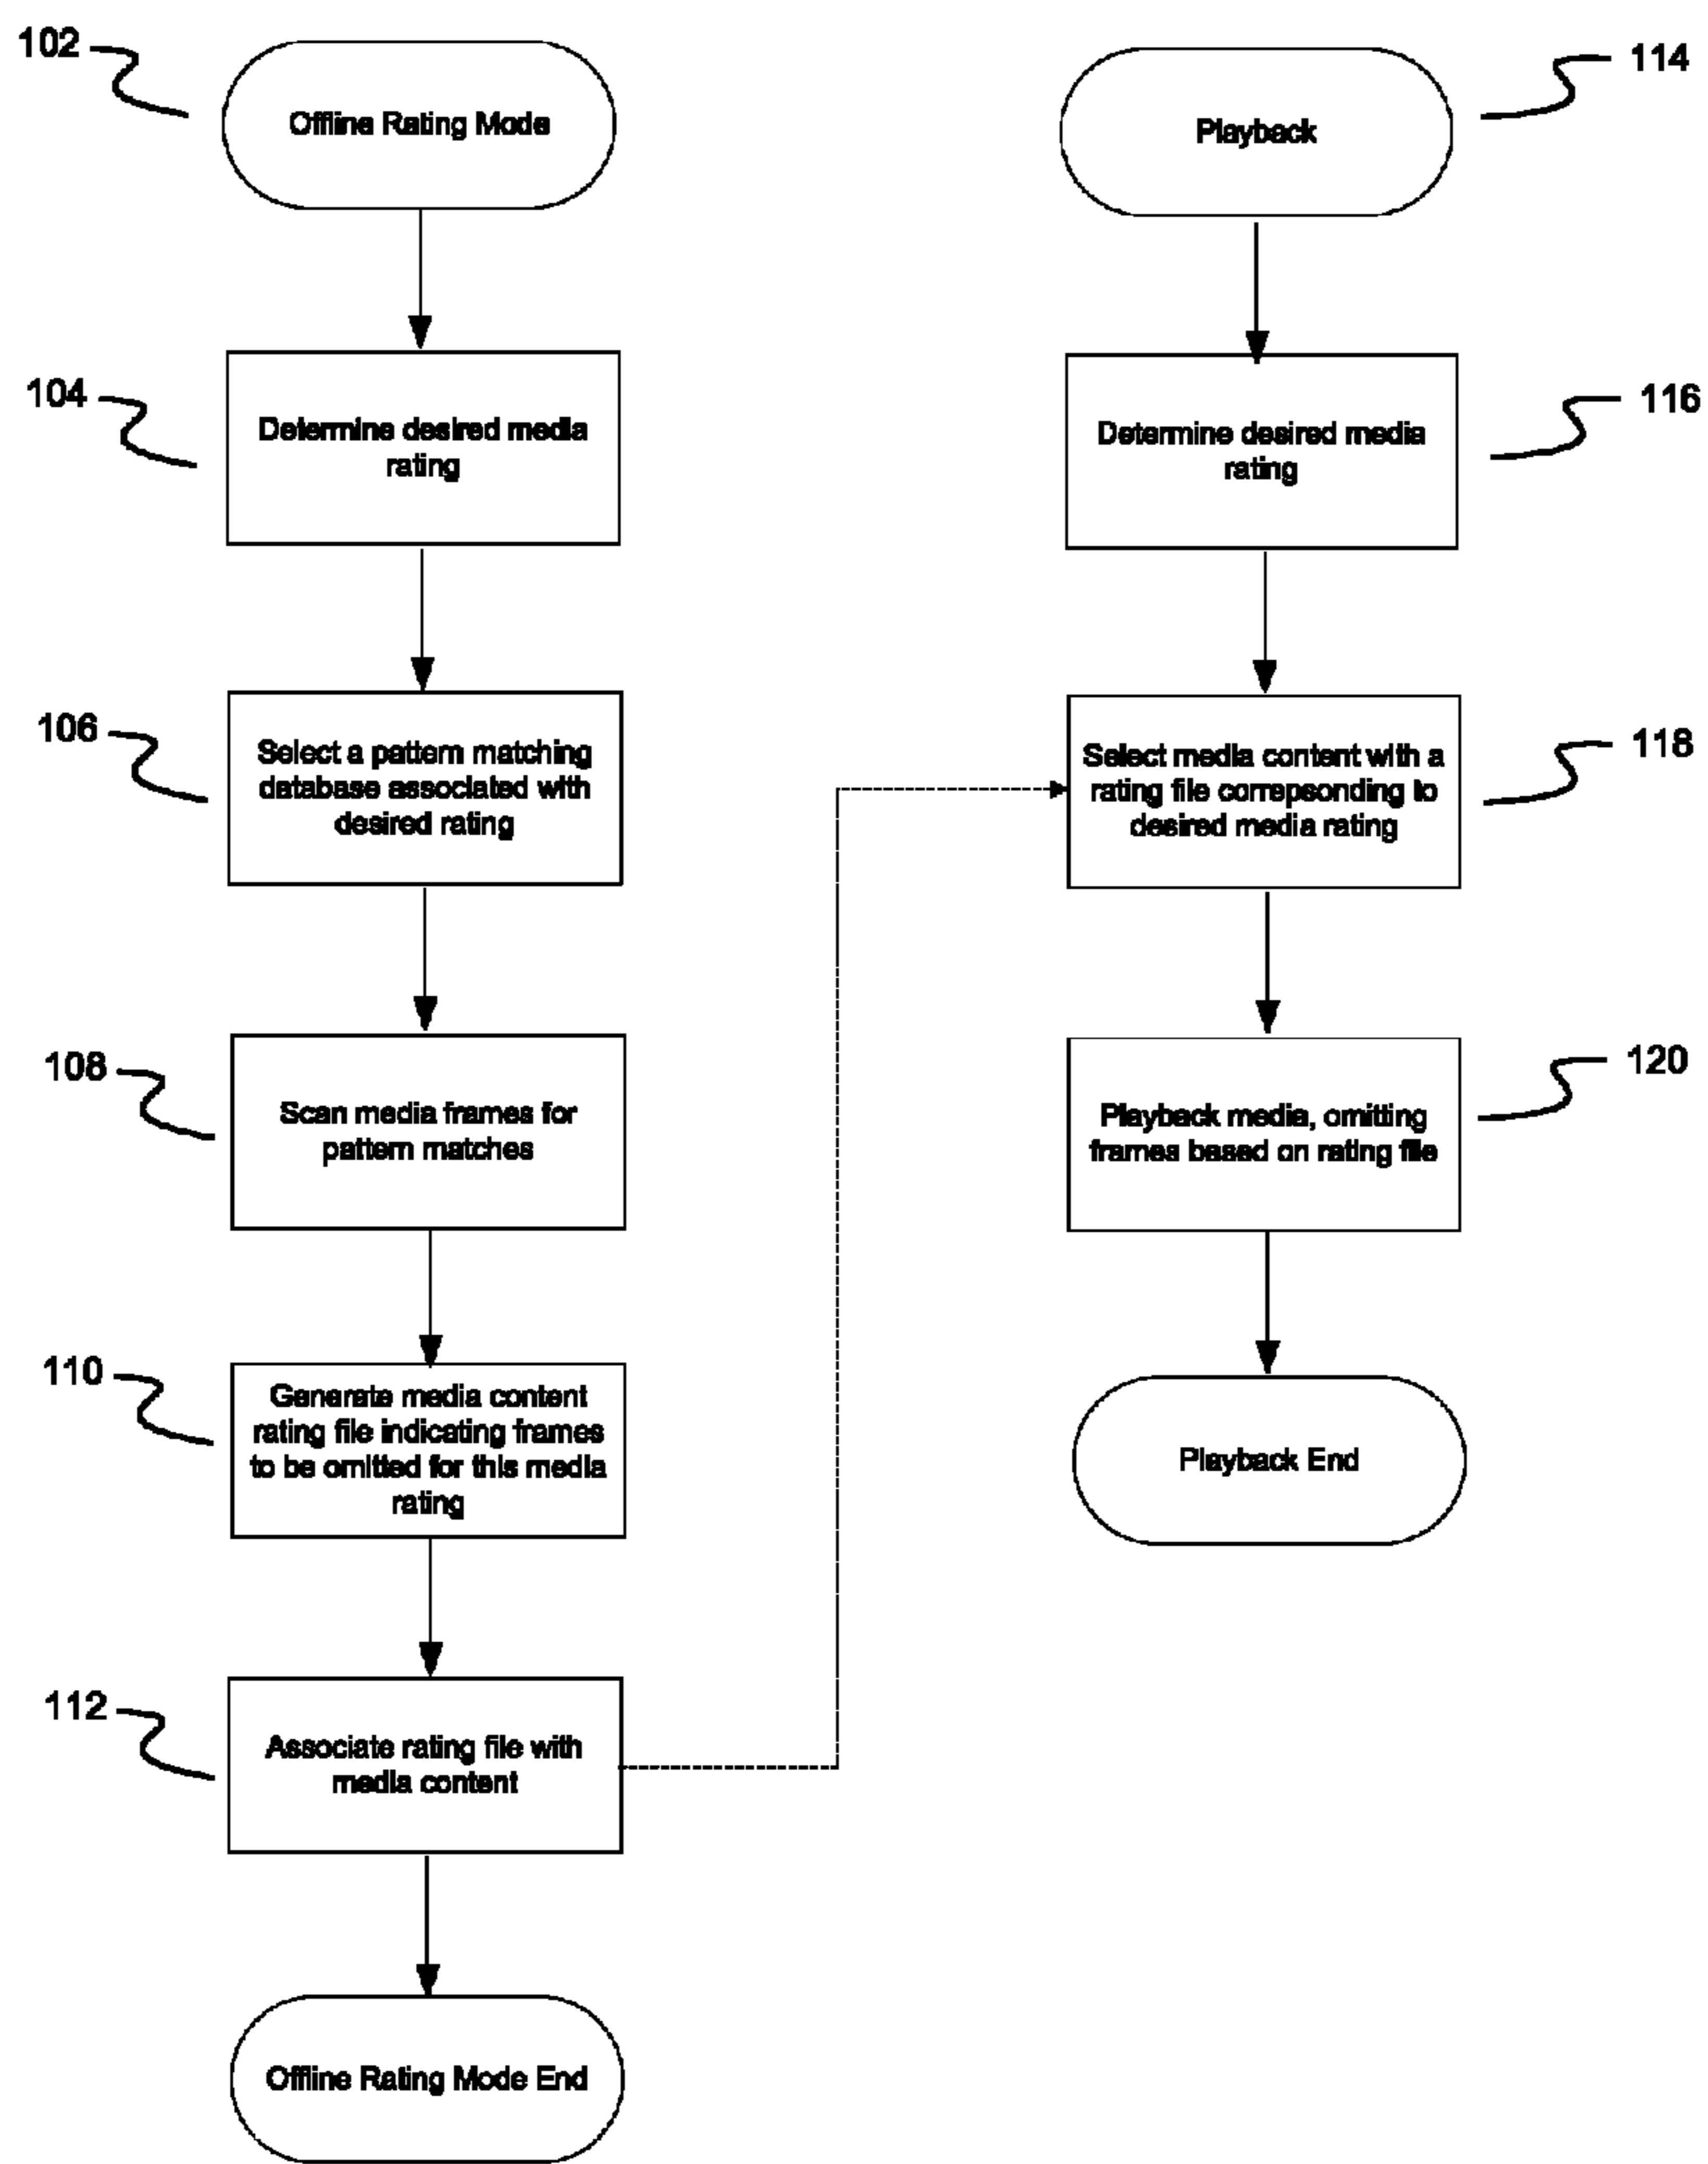 102
Offline Rating Mode
104
Determine desired media
rating
106
Select a pattern matching
database associated with
desired rating
108
Scan media frames for
pattern matches
110
Generate media content
rating file indicating frames
to be omitted for this media
rating
112
Associate rating file with
media content
Offline Rating Mode End
114
Playback
116
Determine desired media
rating
118
Select media content with a
rating file correpsonding to
desired media rating
120
Playback media, omitting
frames based on rating file
Playback End